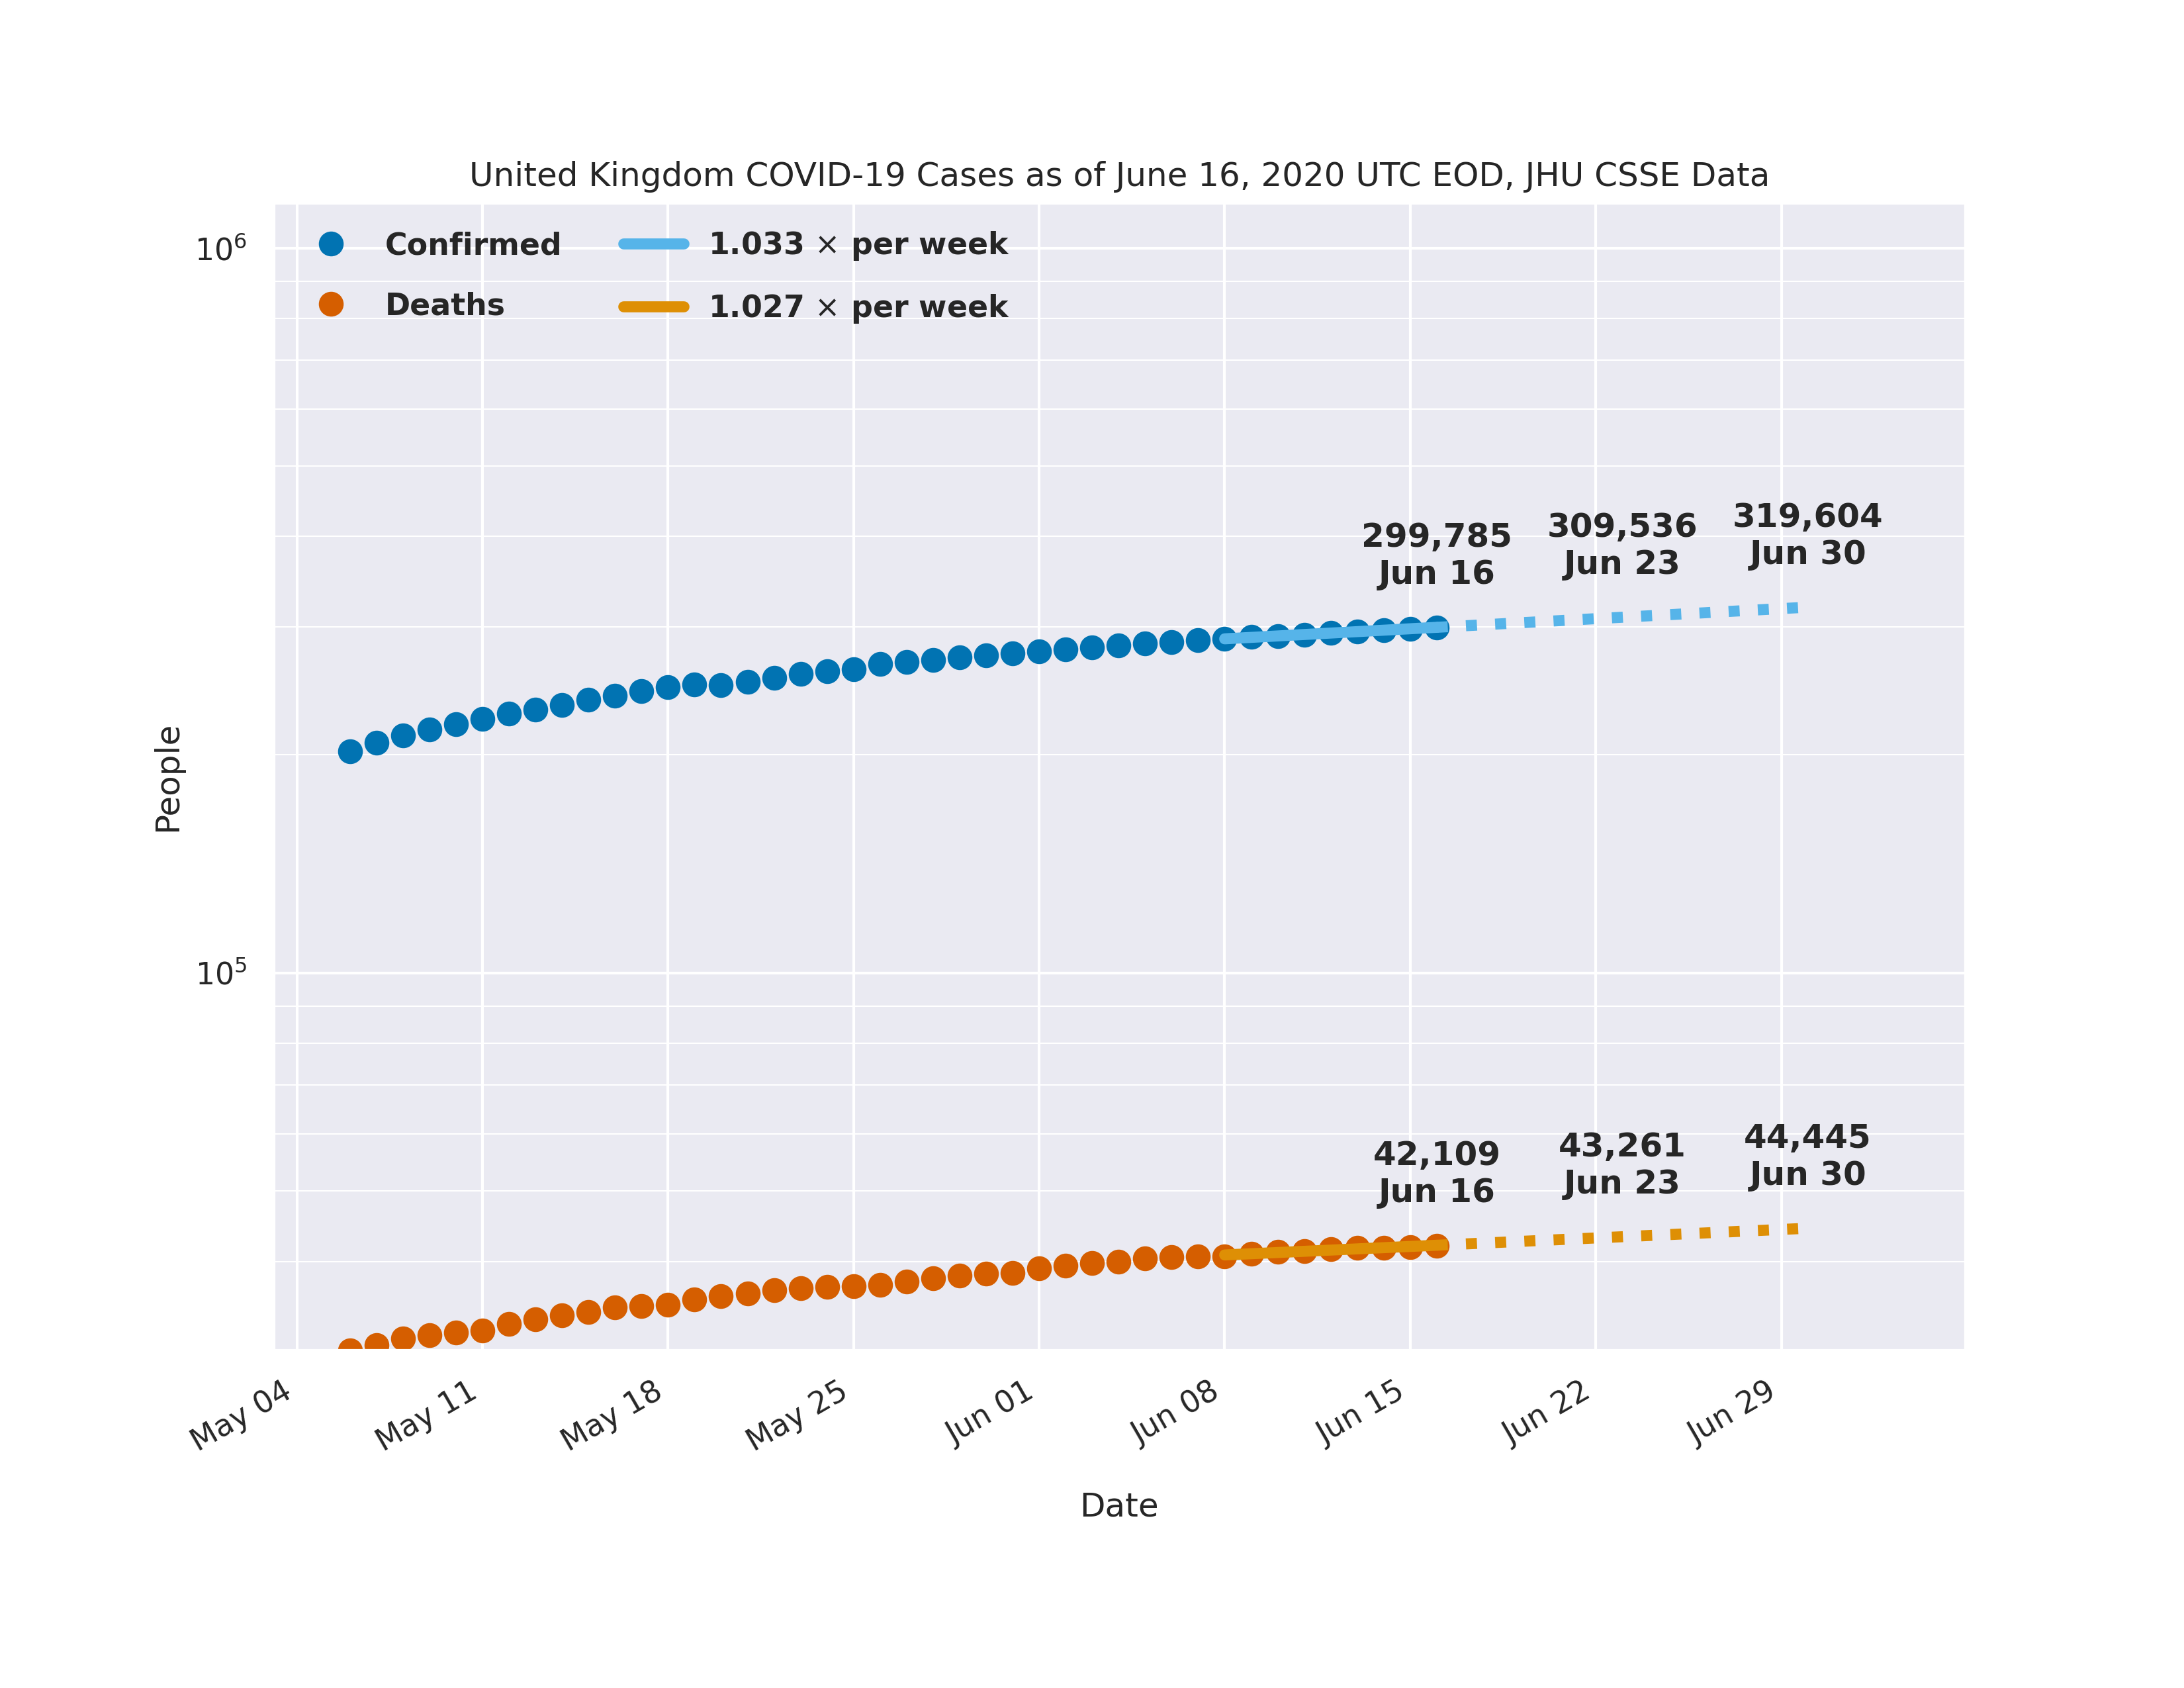 United Kingdom COVID-19 Cases as of June 16, 2020 UTC EOD, JHU CSSE Data
Confirmed
Deaths
1.033 × per week
1.027 × per week
10⁶
10⁵
People
299,785
Jun 16
309,536
Jun 23
319,604
Jun 30
42,109
Jun 16
43,261
Jun 23
44,445
Jun 30
May 04
May 11
May 18
May 25
Jun 01
Jun 08
Jun 15
Jun 22
Jun 29
Date